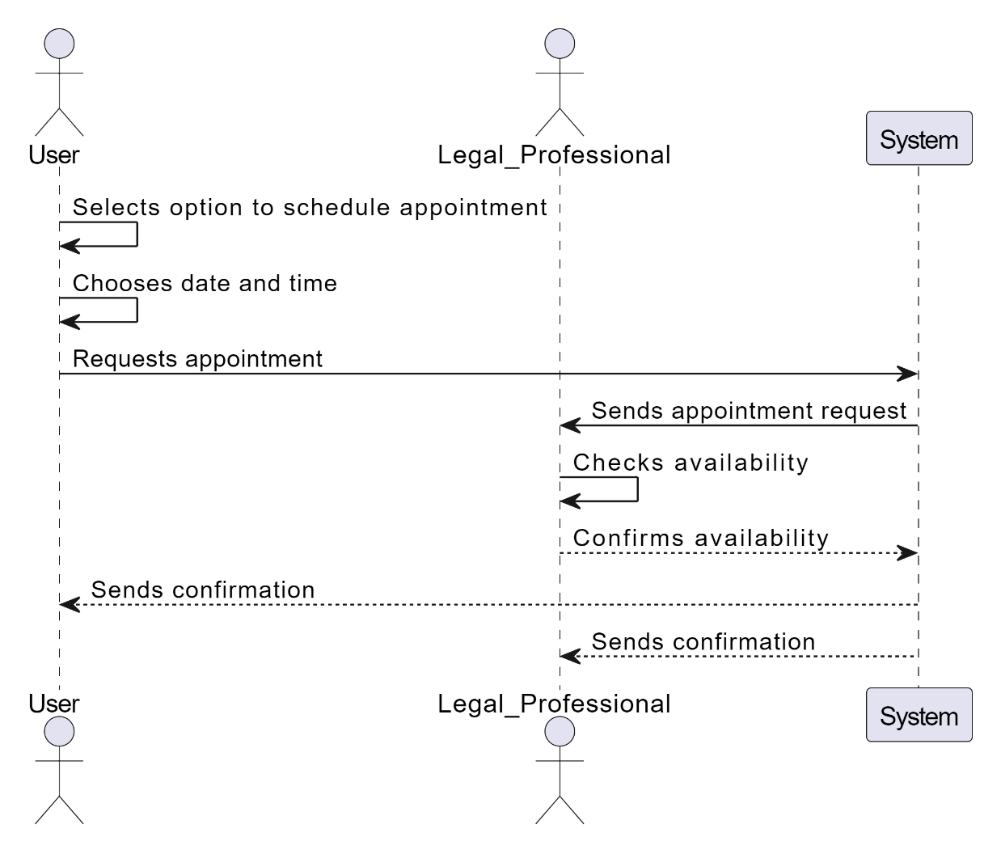 User
Legal_Professional
System
Selects option to schedule appointment
Chooses date and time
Requests appointment
Sends appointment request
Checks availability
Confirms availability
Sends confirmation
Sends confirmation
User
Legal_Professional
System